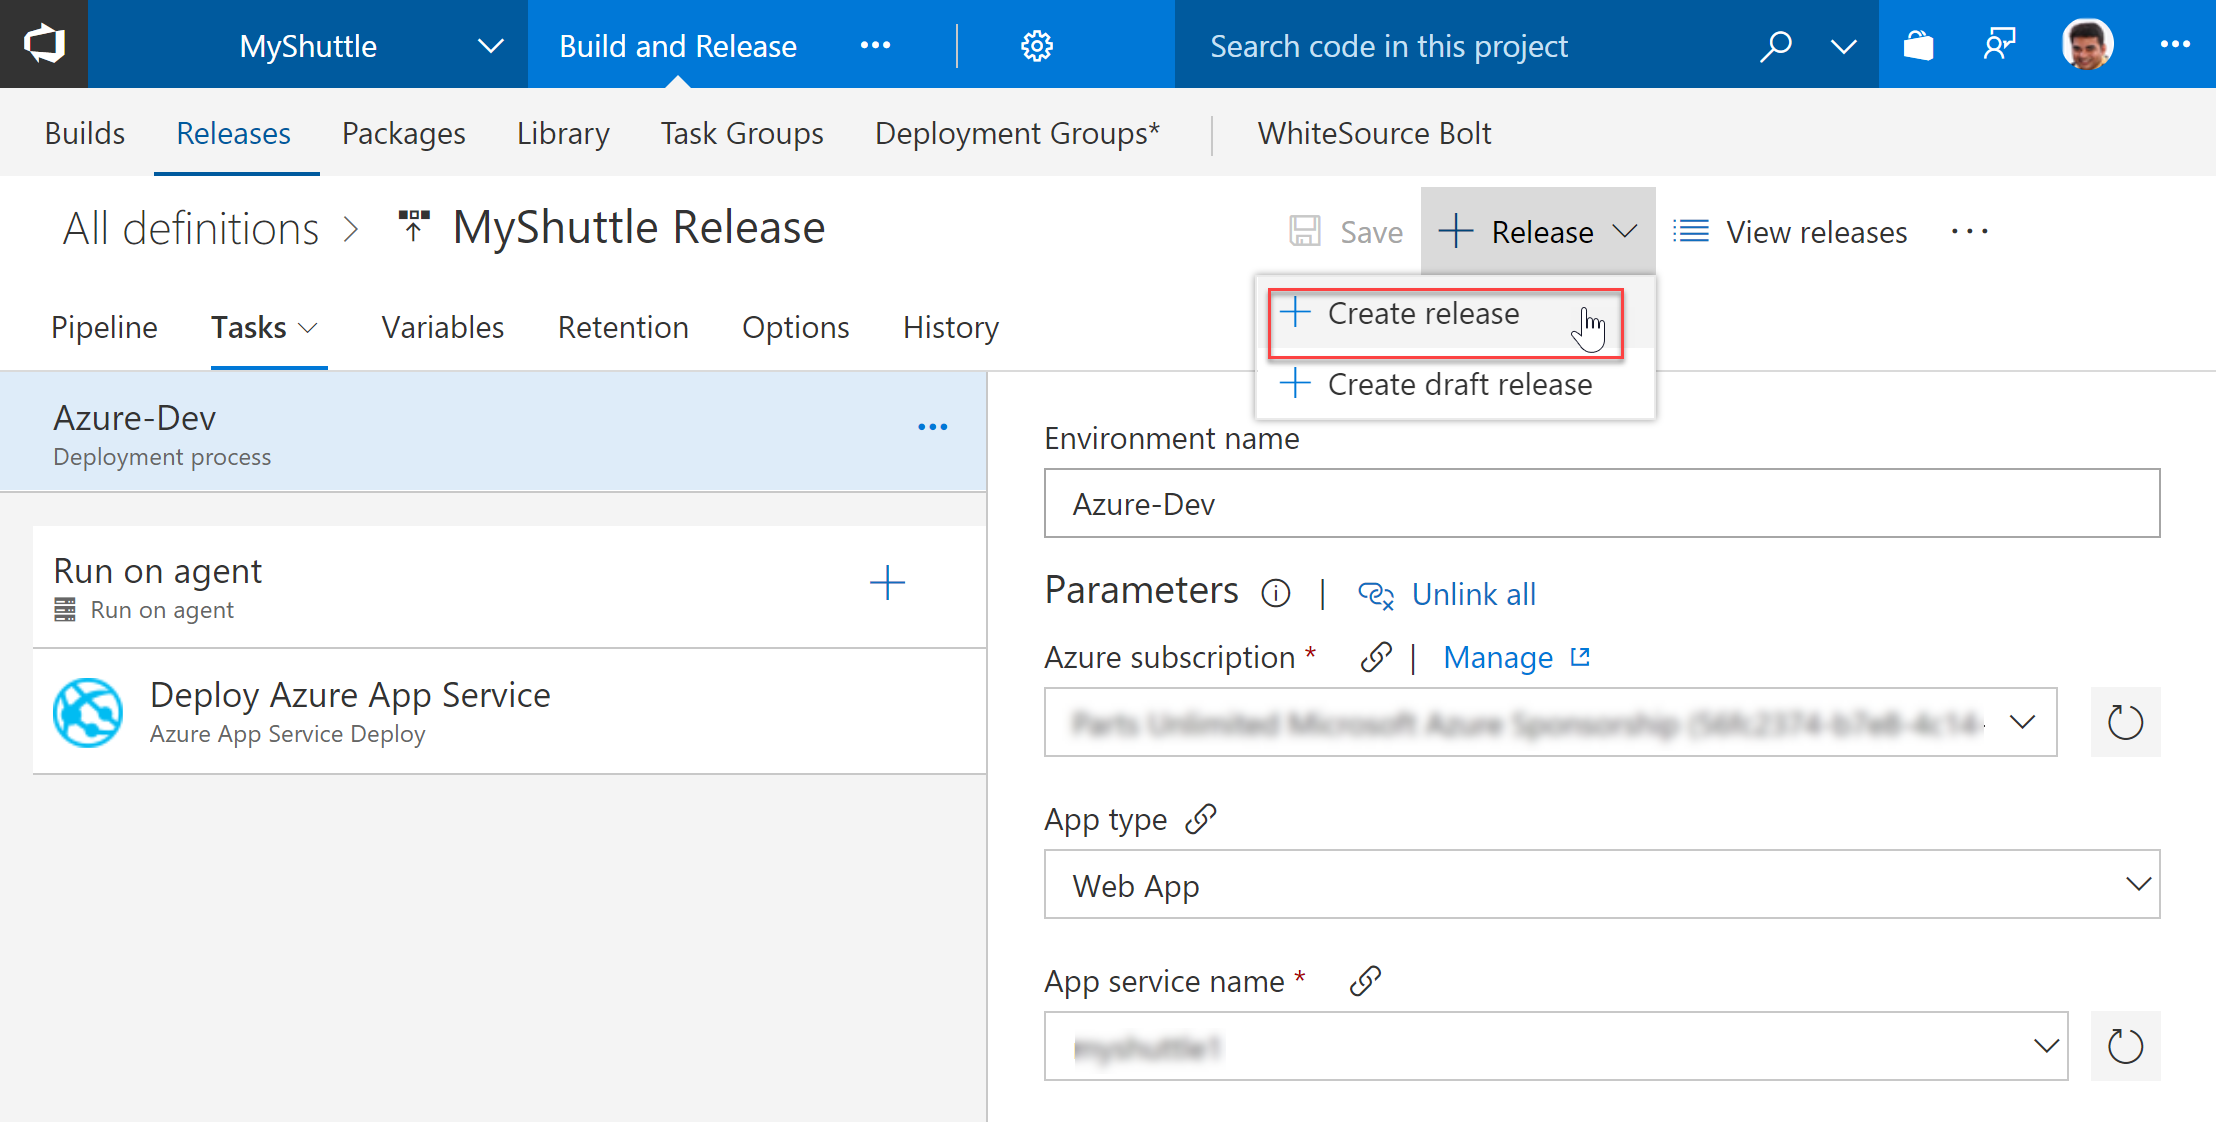 MyShuttle
Build and Release
Search code in this project
Builds
Releases
Packages
Library
Task Groups
Deployment Groups*
WhiteSource Bolt
All definitions
MyShuttle Release
Save
Release
View releases
Create release
Create draft release
Pipeline
Tasks
Variables
Retention
Options
History
Azure-Dev
Deployment process
Run on agent
Run on agent
Deploy Azure App Service
Azure App Service Deploy
Environment name
Azure-Dev
Parameters
Unlink all
Azure subscription *
Manage
App type
Web App
App service name *